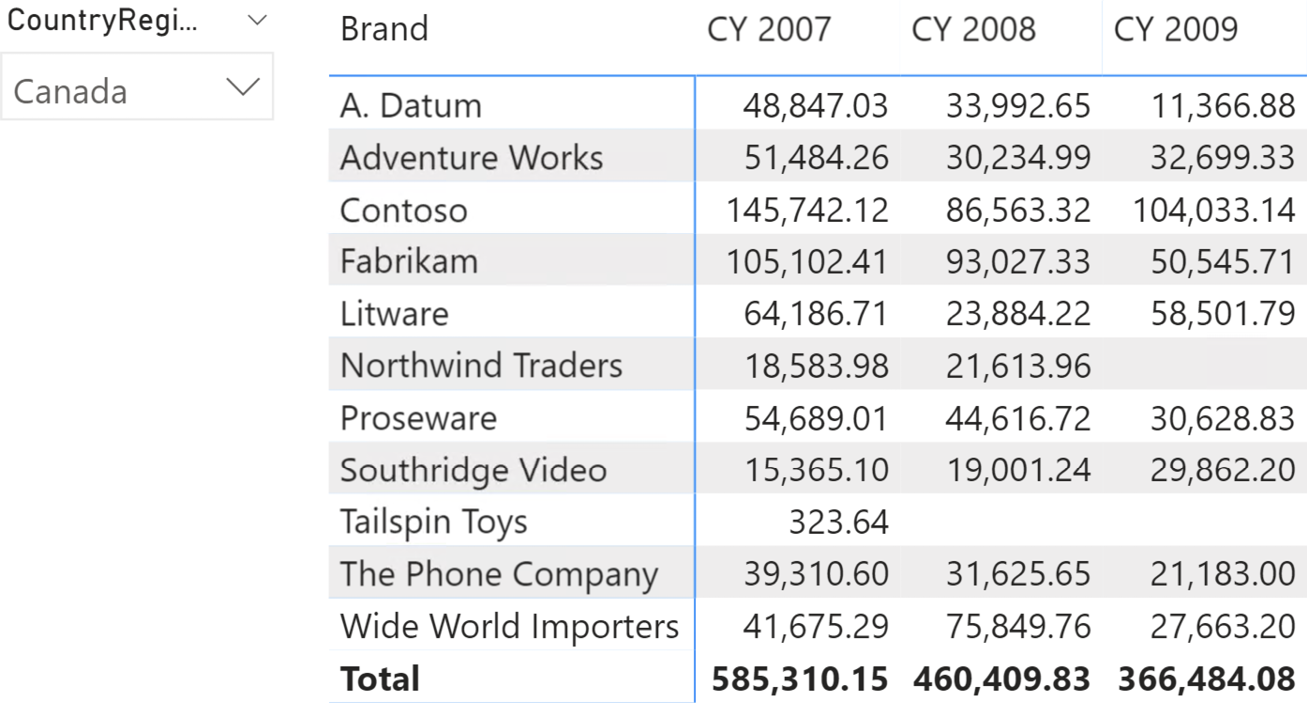 CountryRegi...
Canada
Brand CY 2007 CY 2008 CY 2009
A. Datum 48,847.03 33,992.65 11,366.88
Adventure Works 51,484.26 30,234.99 32,699.33
Contoso 145,742.12 86,563.32 104,033.14
Fabrikam 105,102.41 93,027.33 50,545.71
Litware 64,186.71 23,884.22 58,501.79
Northwind Traders 18,583.98 21,613.96
Proseware 54,689.01 44,616.72 30,628.83
Southridge Video 15,365.10 19,001.24 29,862.20
Tailspin Toys 323.64
The Phone Company 39,310.60 31,625.65 21,183.00
Wide World Importers 41,675.29 75,849.76 27,663.20
Total 585,310.15 460,409.83 366,484.08